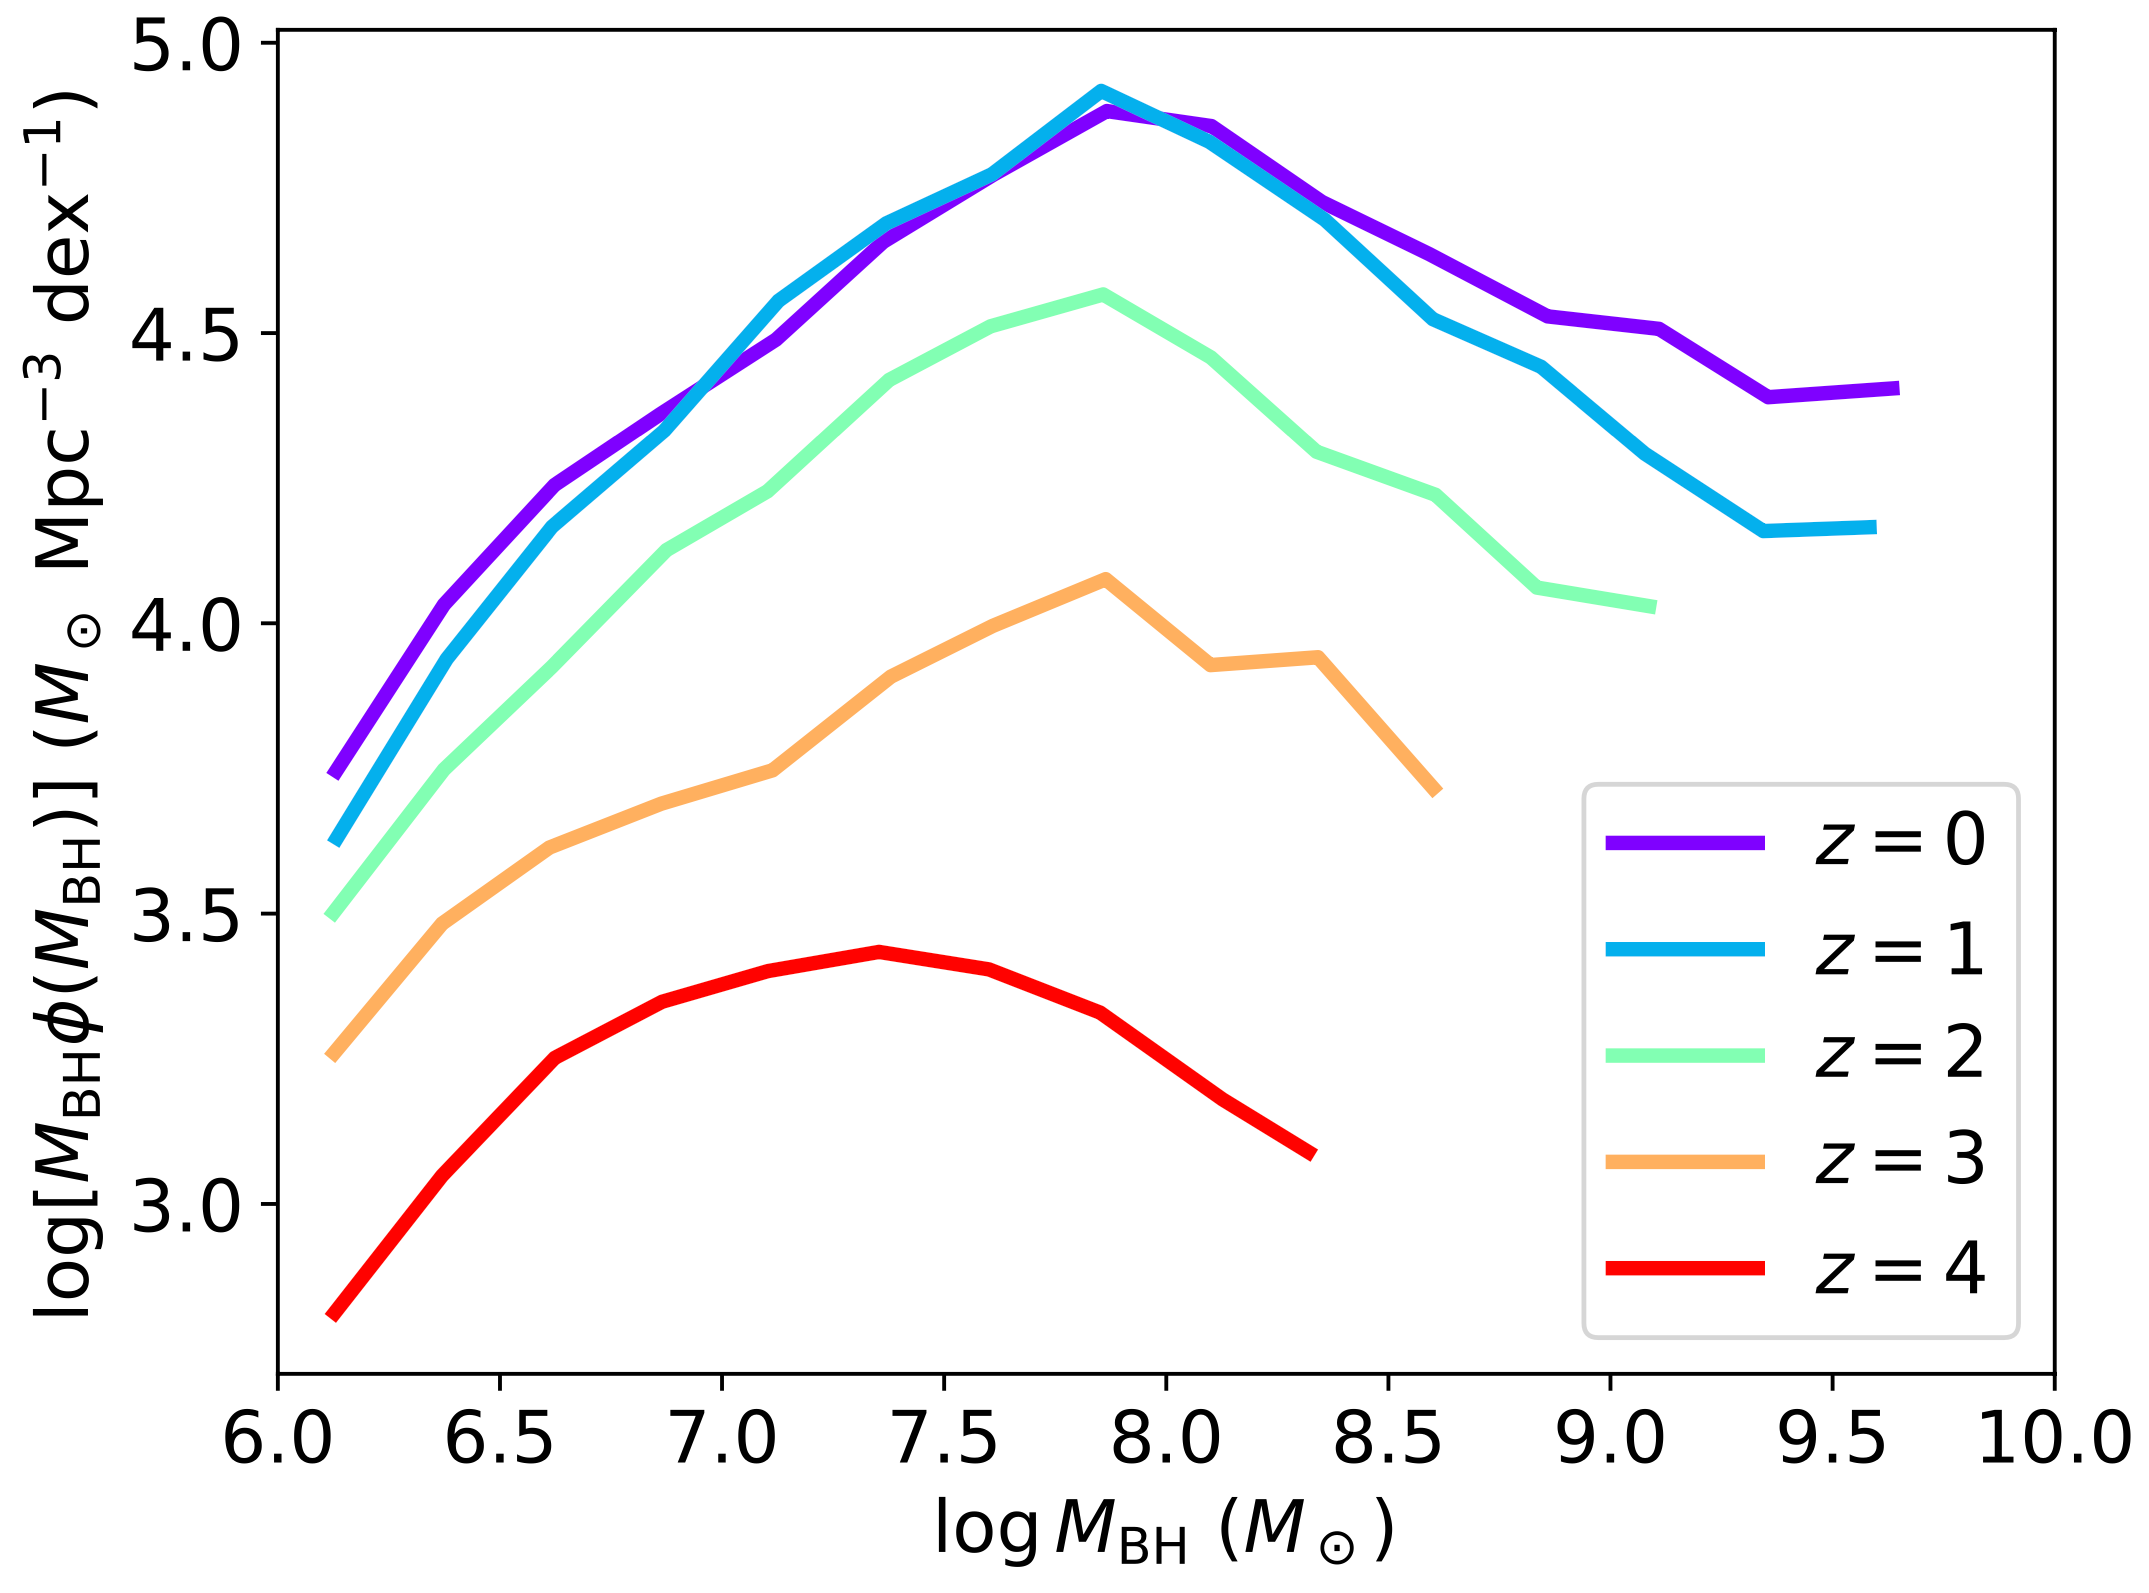 5.0
4.5
4.0
3.5
3.0
log[M_BH ϕ(M_BH)] (M_⊙ Mpc⁻³ dex⁻¹)
z = 0
z = 1
z = 2
z = 3
z = 4
6.0 6.5 7.0 7.5 8.0 8.5 9.0 9.5 10.0
log M_BH (M_⊙)